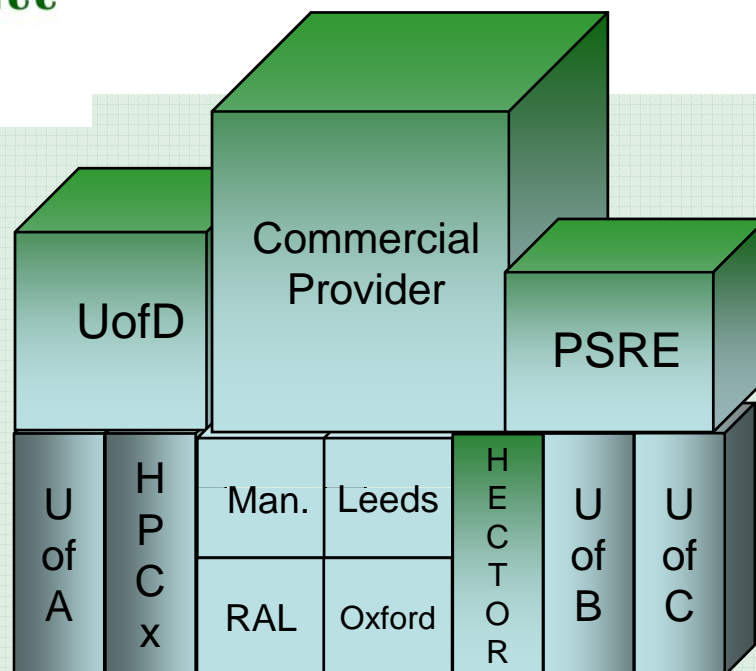 Commercial
Provider
UofD
PSRE
U
of
A
H
P
C
x
Man.
Leeds
RAL
Oxford
H
E
C
T
O
R
U
of
B
U
of
C